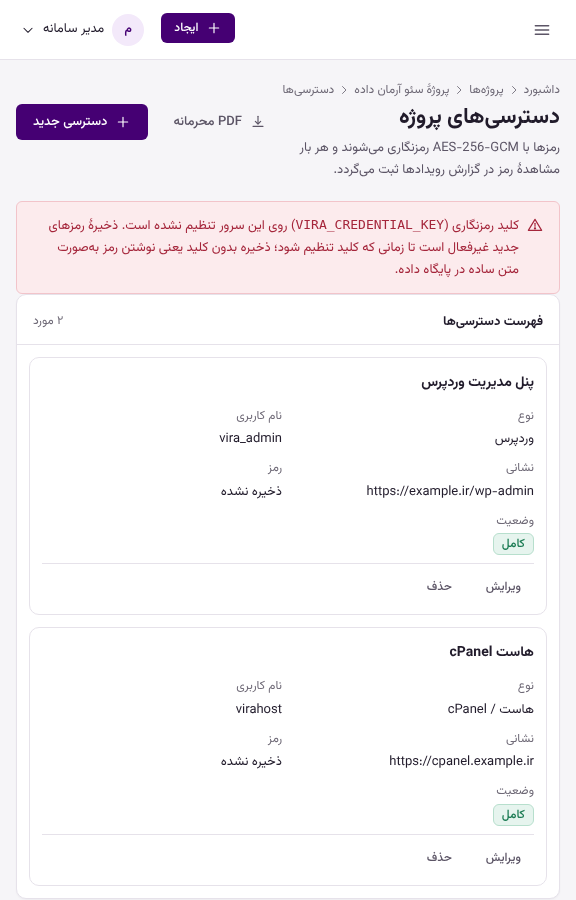 ایجاد
م
مدیر سامانه
داشبورد > پروژه‌ها > پروژهٔ سئو آرمان داده > دسترسی‌ها
دسترسی‌های پروژه
رمزها با AES-256-GCM رمزنگاری می‌شوند و هر بار
مشاهدهٔ رمز در گزارش رویدادها ثبت می‌گردد.
PDF محرمانه
دسترسی جدید
کلید رمزنگاری (VIRA_CREDENTIAL_KEY) روی این سرور تنظیم نشده است. ذخیرهٔ رمزهای
جدید غیرفعال است تا زمانی که کلید تنظیم شود؛ ذخیره بدون کلید یعنی نوشتن رمز به‌صورت
متن ساده در پایگاه داده.
فهرست دسترسی‌ها
۲ مورد
پنل مدیریت وردپرس
نوع
وردپرس
نام کاربری
vira_admin
نشانی
https://example.ir/wp-admin
رمز
ذخیره نشده
وضعیت
کامل
ویرایش
حذف
هاست cPanel
نوع
هاست / cPanel
نام کاربری
virahost
نشانی
https://cpanel.example.ir
رمز
ذخیره نشده
وضعیت
کامل
ویرایش
حذف